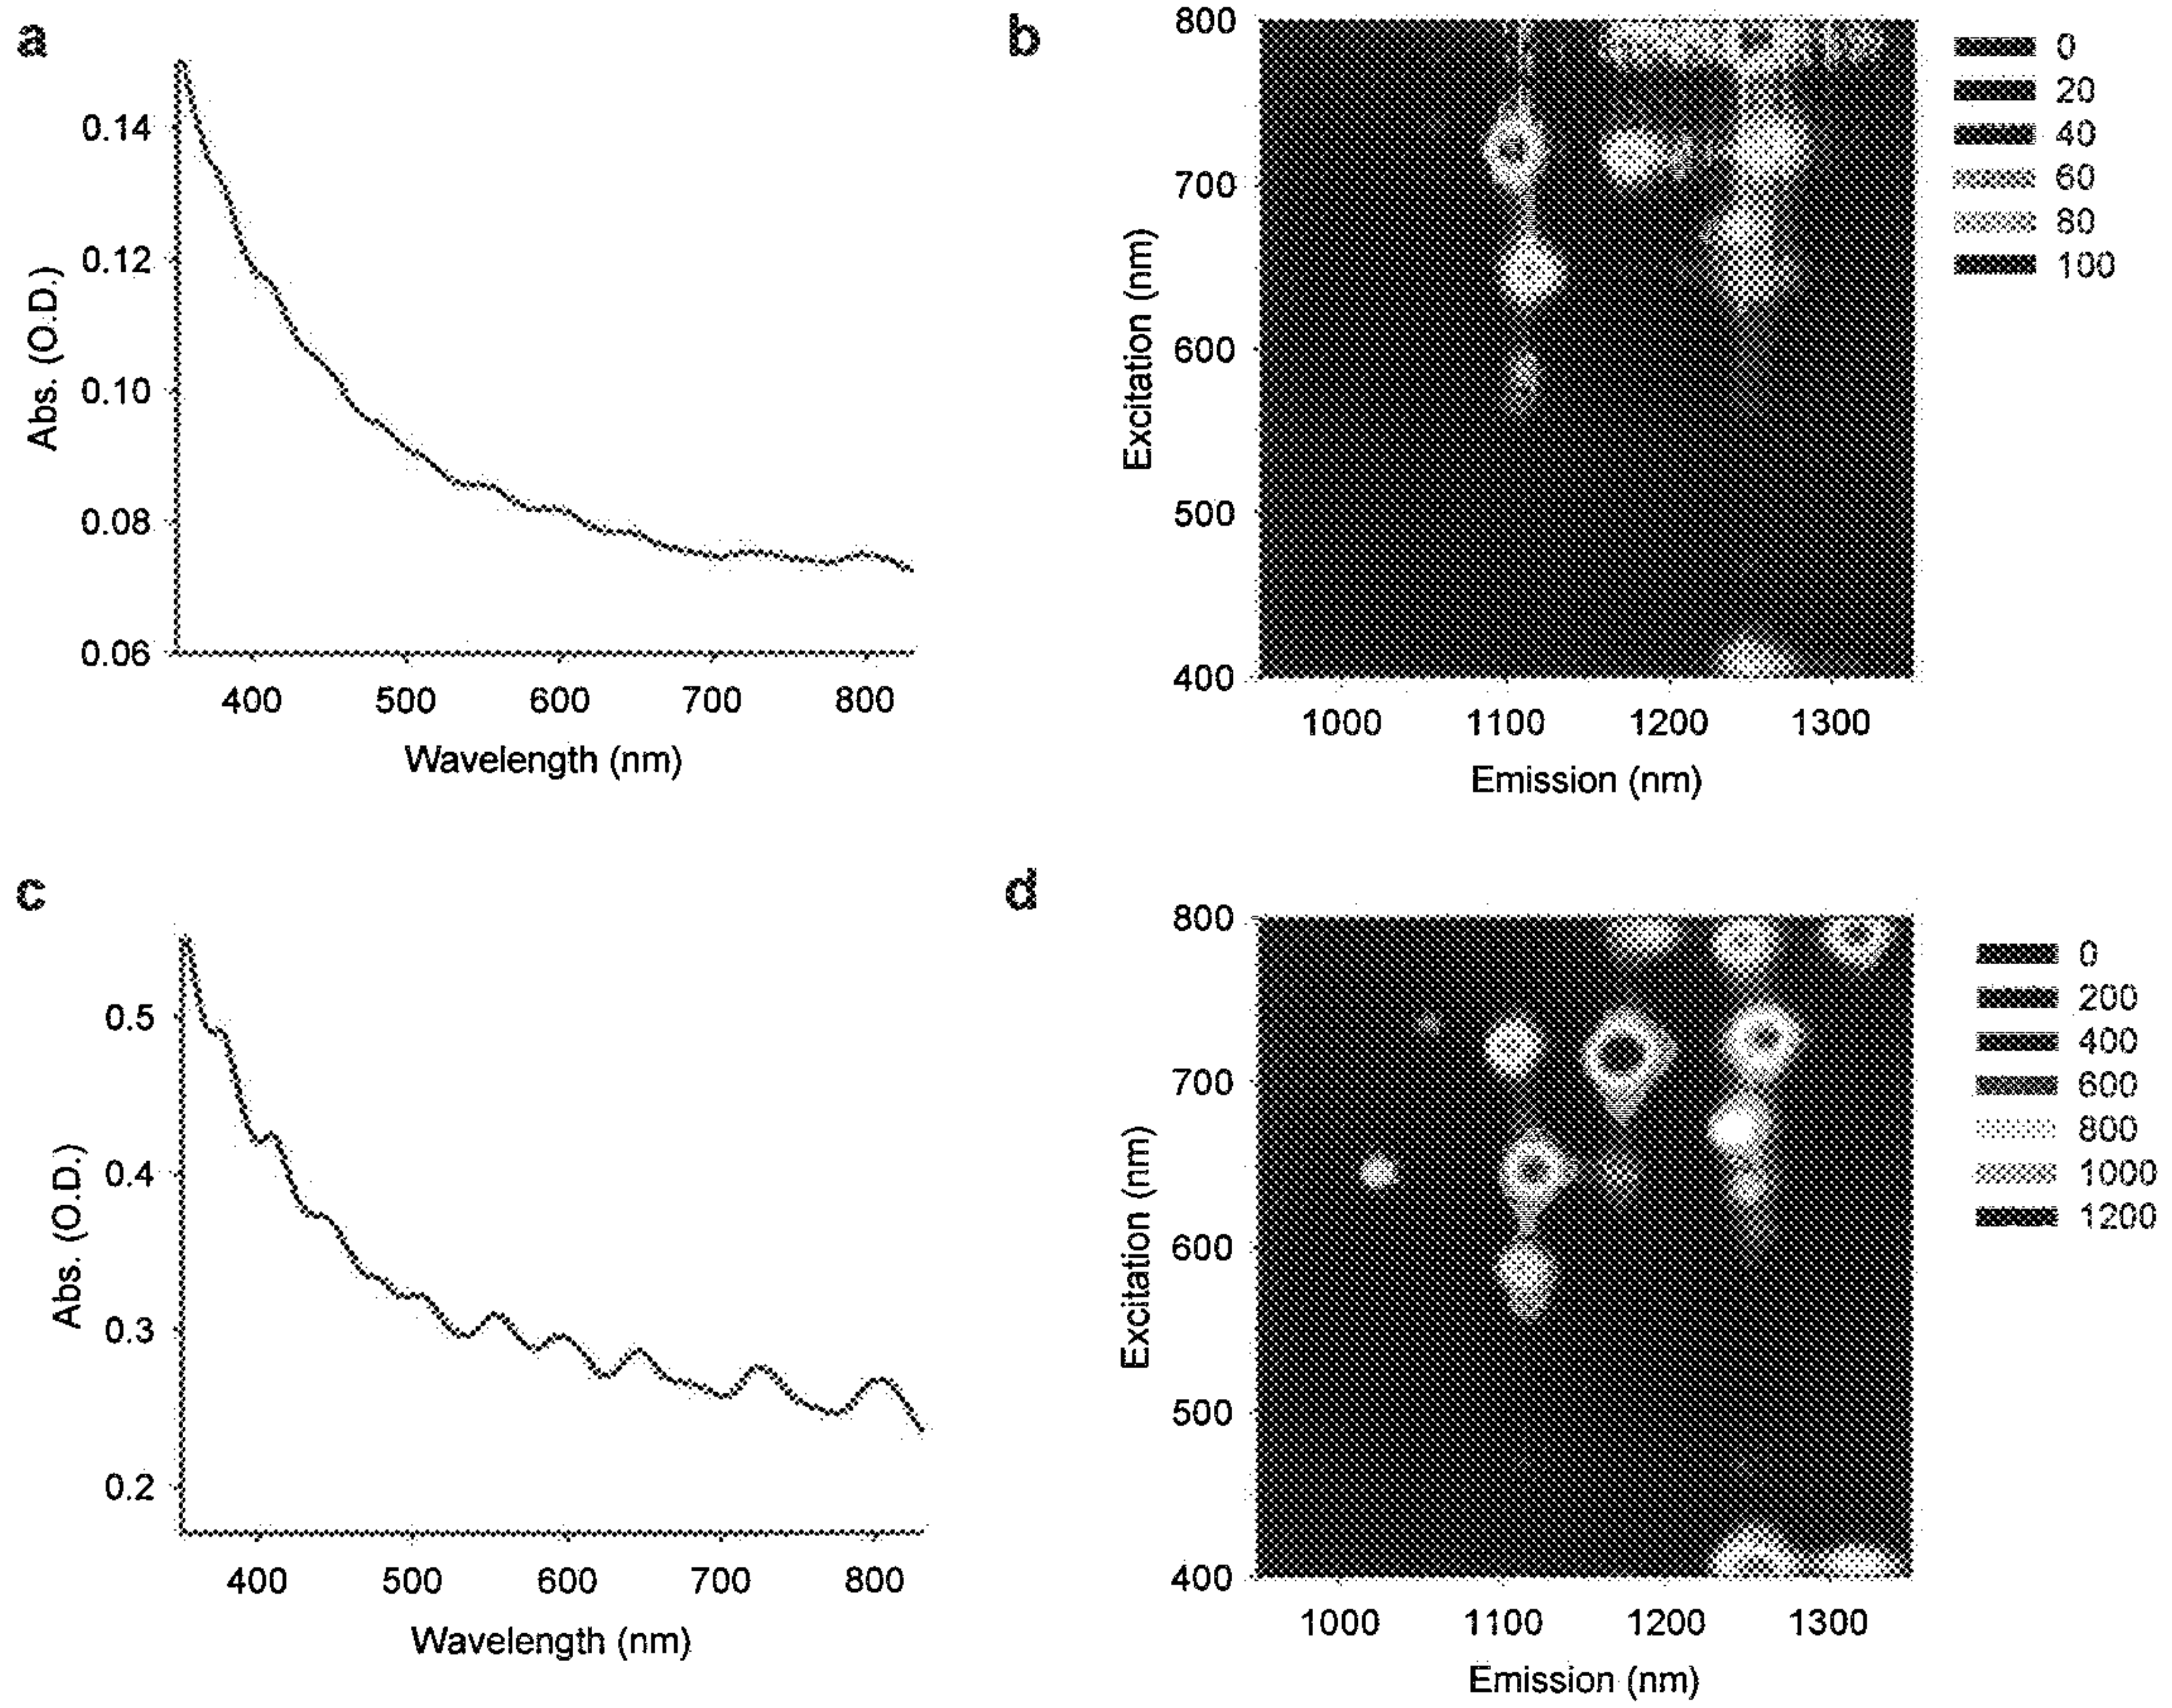 a
0.14
0.12
0.10
0.08
0.06
400 500 600 700 800
Abs. (O.D.)
Wavelength (nm)
b
800
700
600
500
400
1000 1100 1200 1300
Excitation (nm)
Emission (nm)
0
20
40
60
80
100
c
0.5
0.4
0.3
0.2
400 500 600 700 800
Abs. (O.D.)
Wavelength (nm)
d
800
700
600
500
400
1000 1100 1200 1300
Excitation (nm)
Emission (nm)
0
200
400
600
800
1000
1200